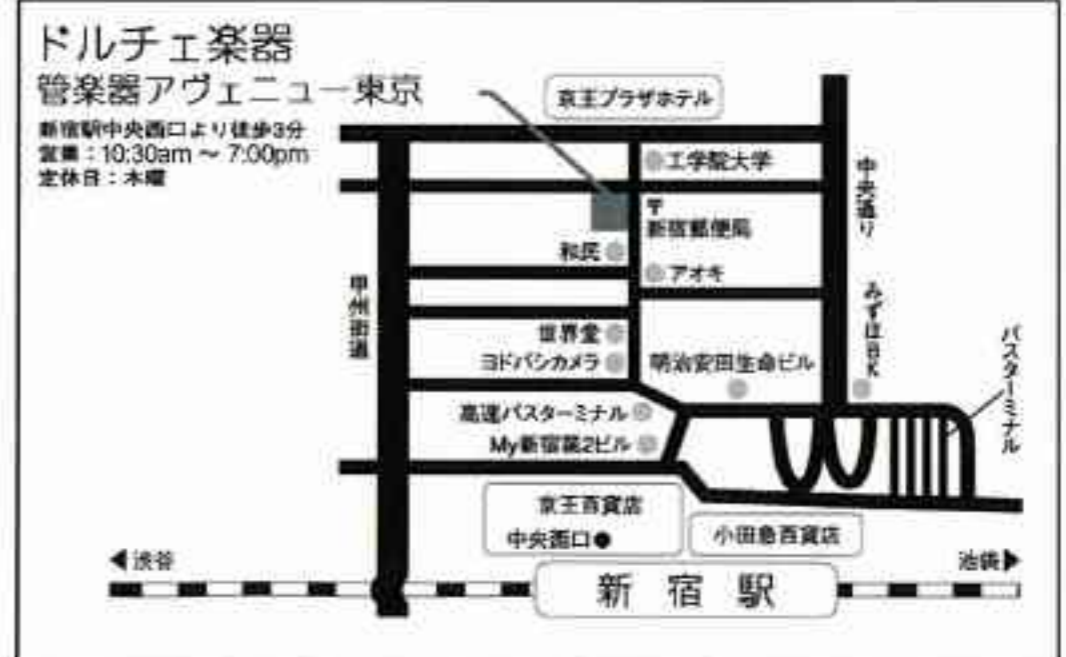 ドルチェ楽器
管楽器アヴェニュー東京
新宿駅中央西口より徒歩3分
営業：10:30am ～ 7:00pm
定休日：木曜
京王プラザホテル
工学院大学
中央通り
〒
新宿郵便局
和民
アオキ
甲州街道
みずほBK
世界堂
ヨドバシカメラ
明治安田生命ビル
バスターミナル
高速バスターミナル
My新宿第2ビル
京王百貨店
中央西口●
小田急百貨店
◀渋谷
池袋▶
新宿駅